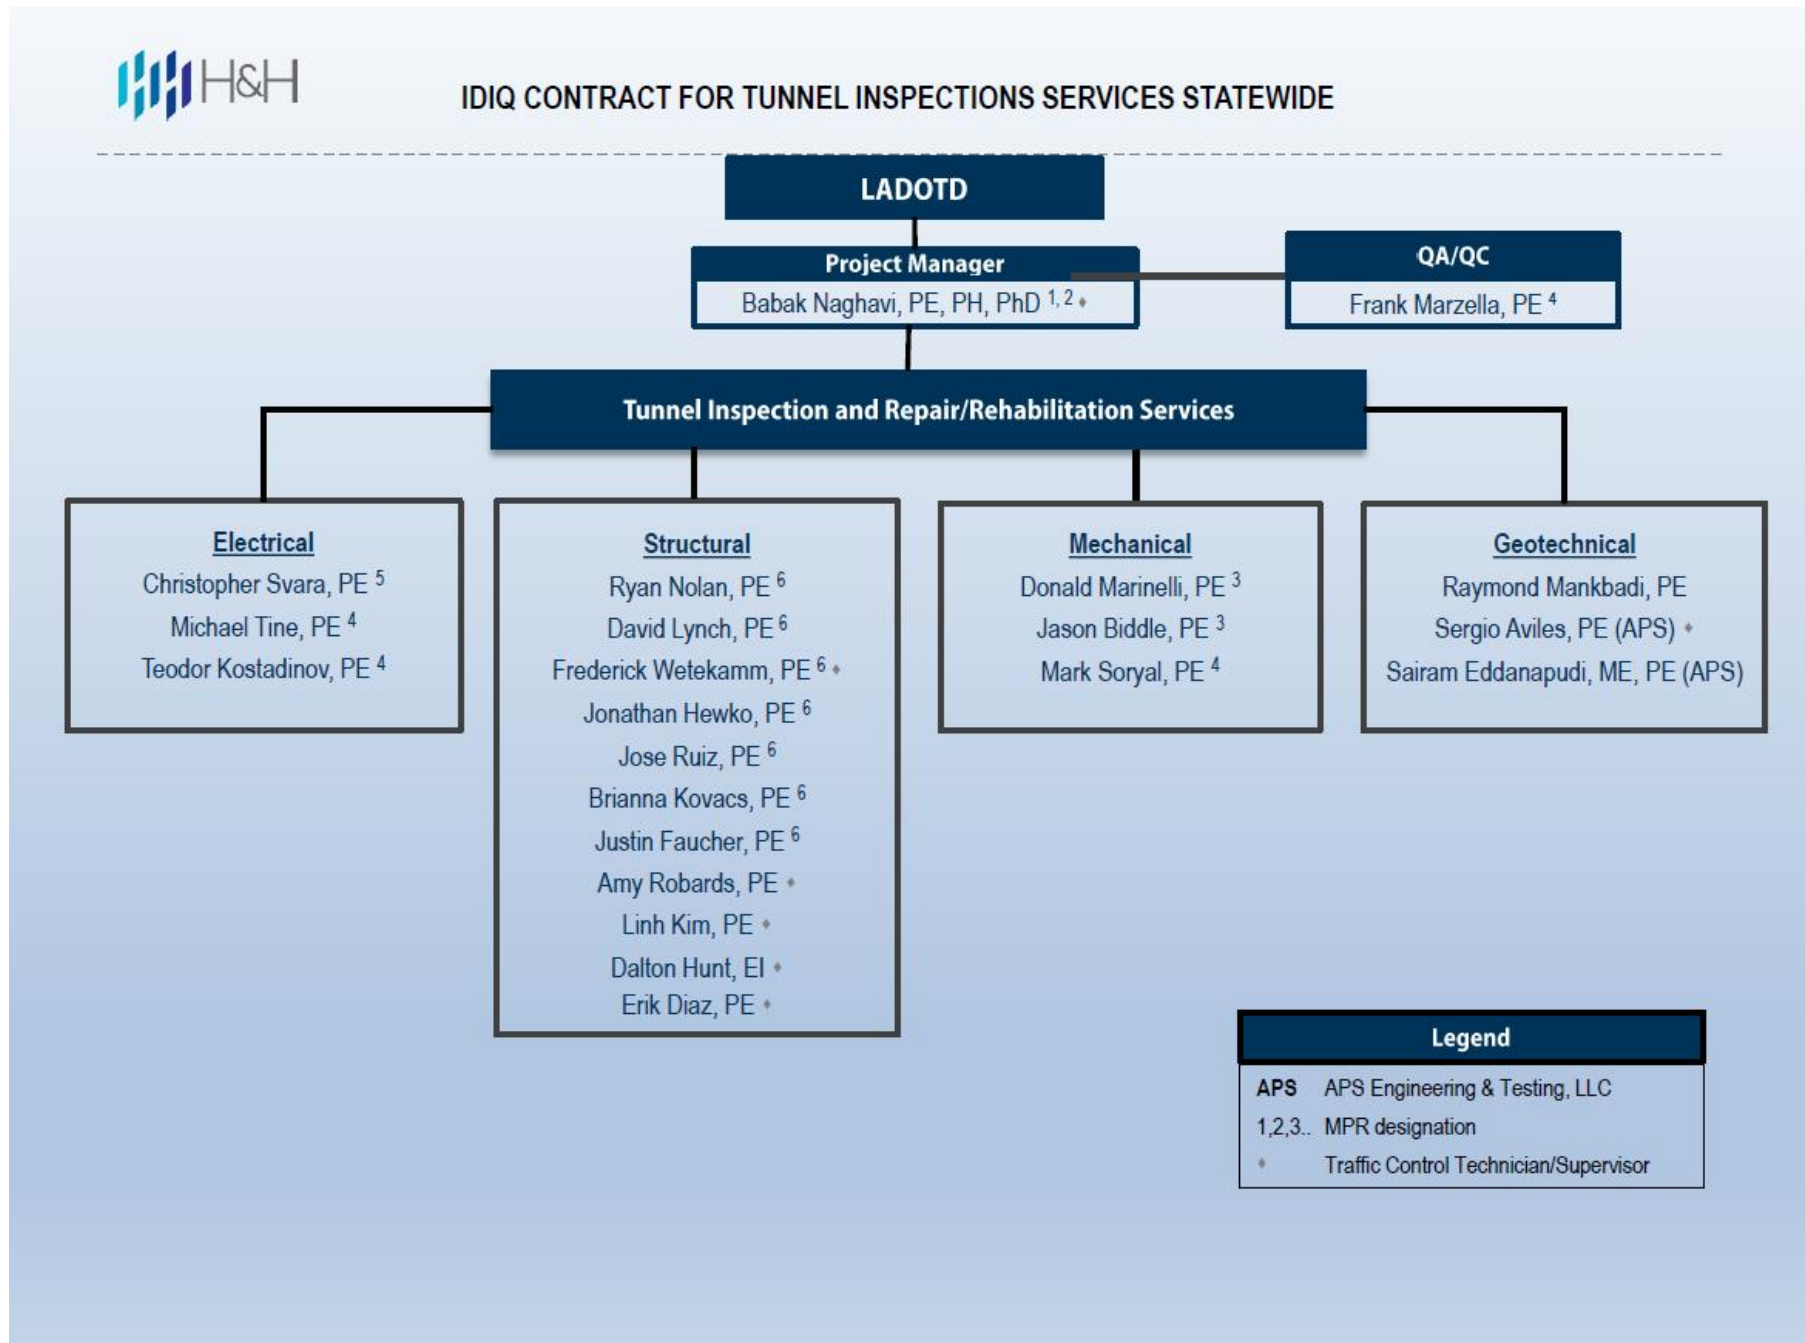 H&H
IDIQ CONTRACT FOR TUNNEL INSPECTIONS SERVICES STATEWIDE
LADOTD
Project Manager
Babak Naghavi, PE, PH, PhD 1, 2 ♦
QA/QC
Frank Marzella, PE 4
Tunnel Inspection and Repair/Rehabilitation Services
Electrical
Christopher Svara, PE 5
Michael Tine, PE 4
Teodor Kostadinov, PE 4
Structural
Ryan Nolan, PE 6
David Lynch, PE 6
Frederick Wetekamm, PE 6 ♦
Jonathan Hewko, PE 6
Jose Ruiz, PE 6
Brianna Kovacs, PE 6
Justin Faucher, PE 6
Amy Robards, PE ♦
Linh Kim, PE ♦
Dalton Hunt, EI ♦
Erik Diaz, PE ♦
Mechanical
Donald Marinelli, PE 3
Jason Biddle, PE 3
Mark Soryal, PE 4
Geotechnical
Raymond Mankbadi, PE
Sergio Aviles, PE (APS) ♦
Sairam Eddanapudi, ME, PE (APS)
Legend
APS APS Engineering & Testing, LLC
1,2,3.. MPR designation
♦ Traffic Control Technician/Supervisor